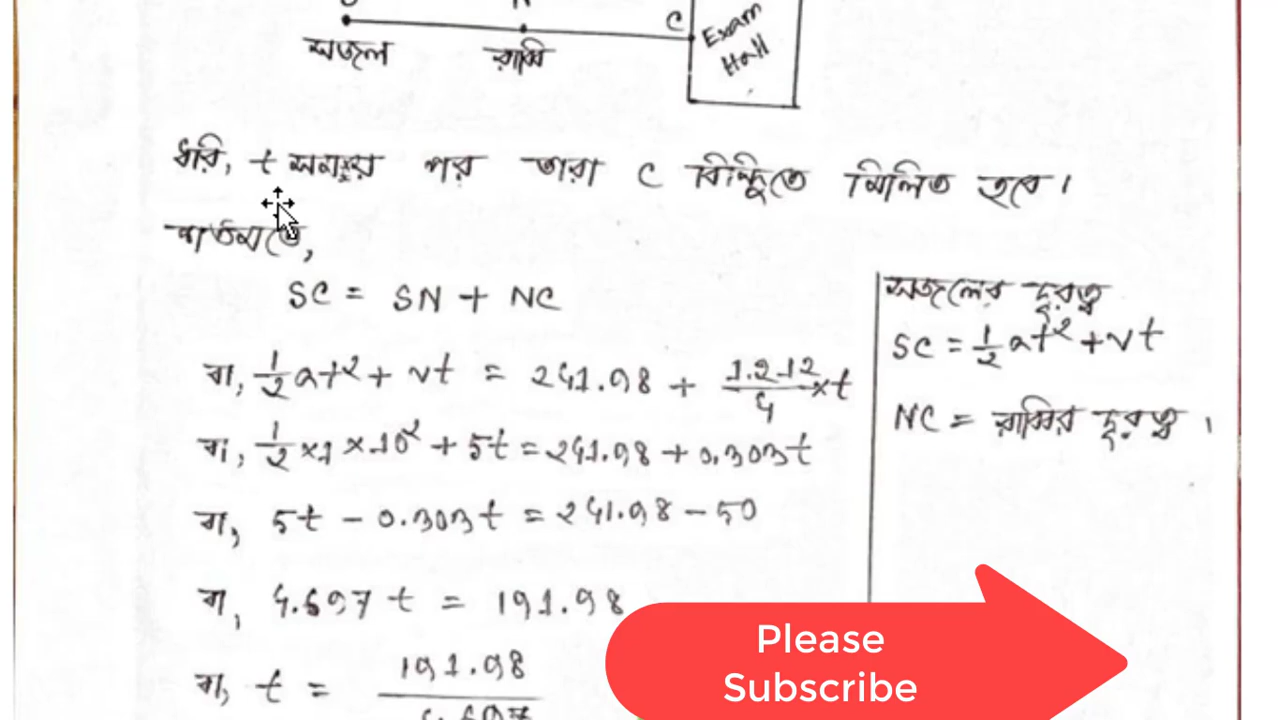 C
Exam
Hall
সজল
রামি
ধরি, t সময় পর তারা C বিন্দুতে মিলিত হবে।
শর্তমতে,
SC = SN + NC
বা, 1/2 at² + vt = 241.98 + 1.212/4 × t
বা, 1/2 × 1 × 10² + 5t = 241.98 + 0.303t
বা, 5t - 0.303t = 241.98 - 50
বা, 4.697 t = 191.98
বা, t = 191.98
সজলের দূরত্ব
SC = 1/2 at² + vt
NC = রামির দূরত্ব।
Please
Subscribe